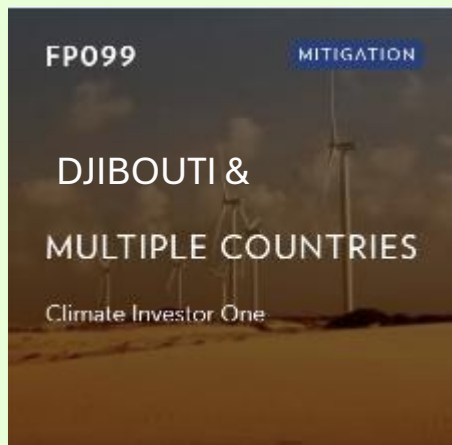 FP099
MITIGATION
DJIBOUTI &
MULTIPLE COUNTRIES
Climate Investor One